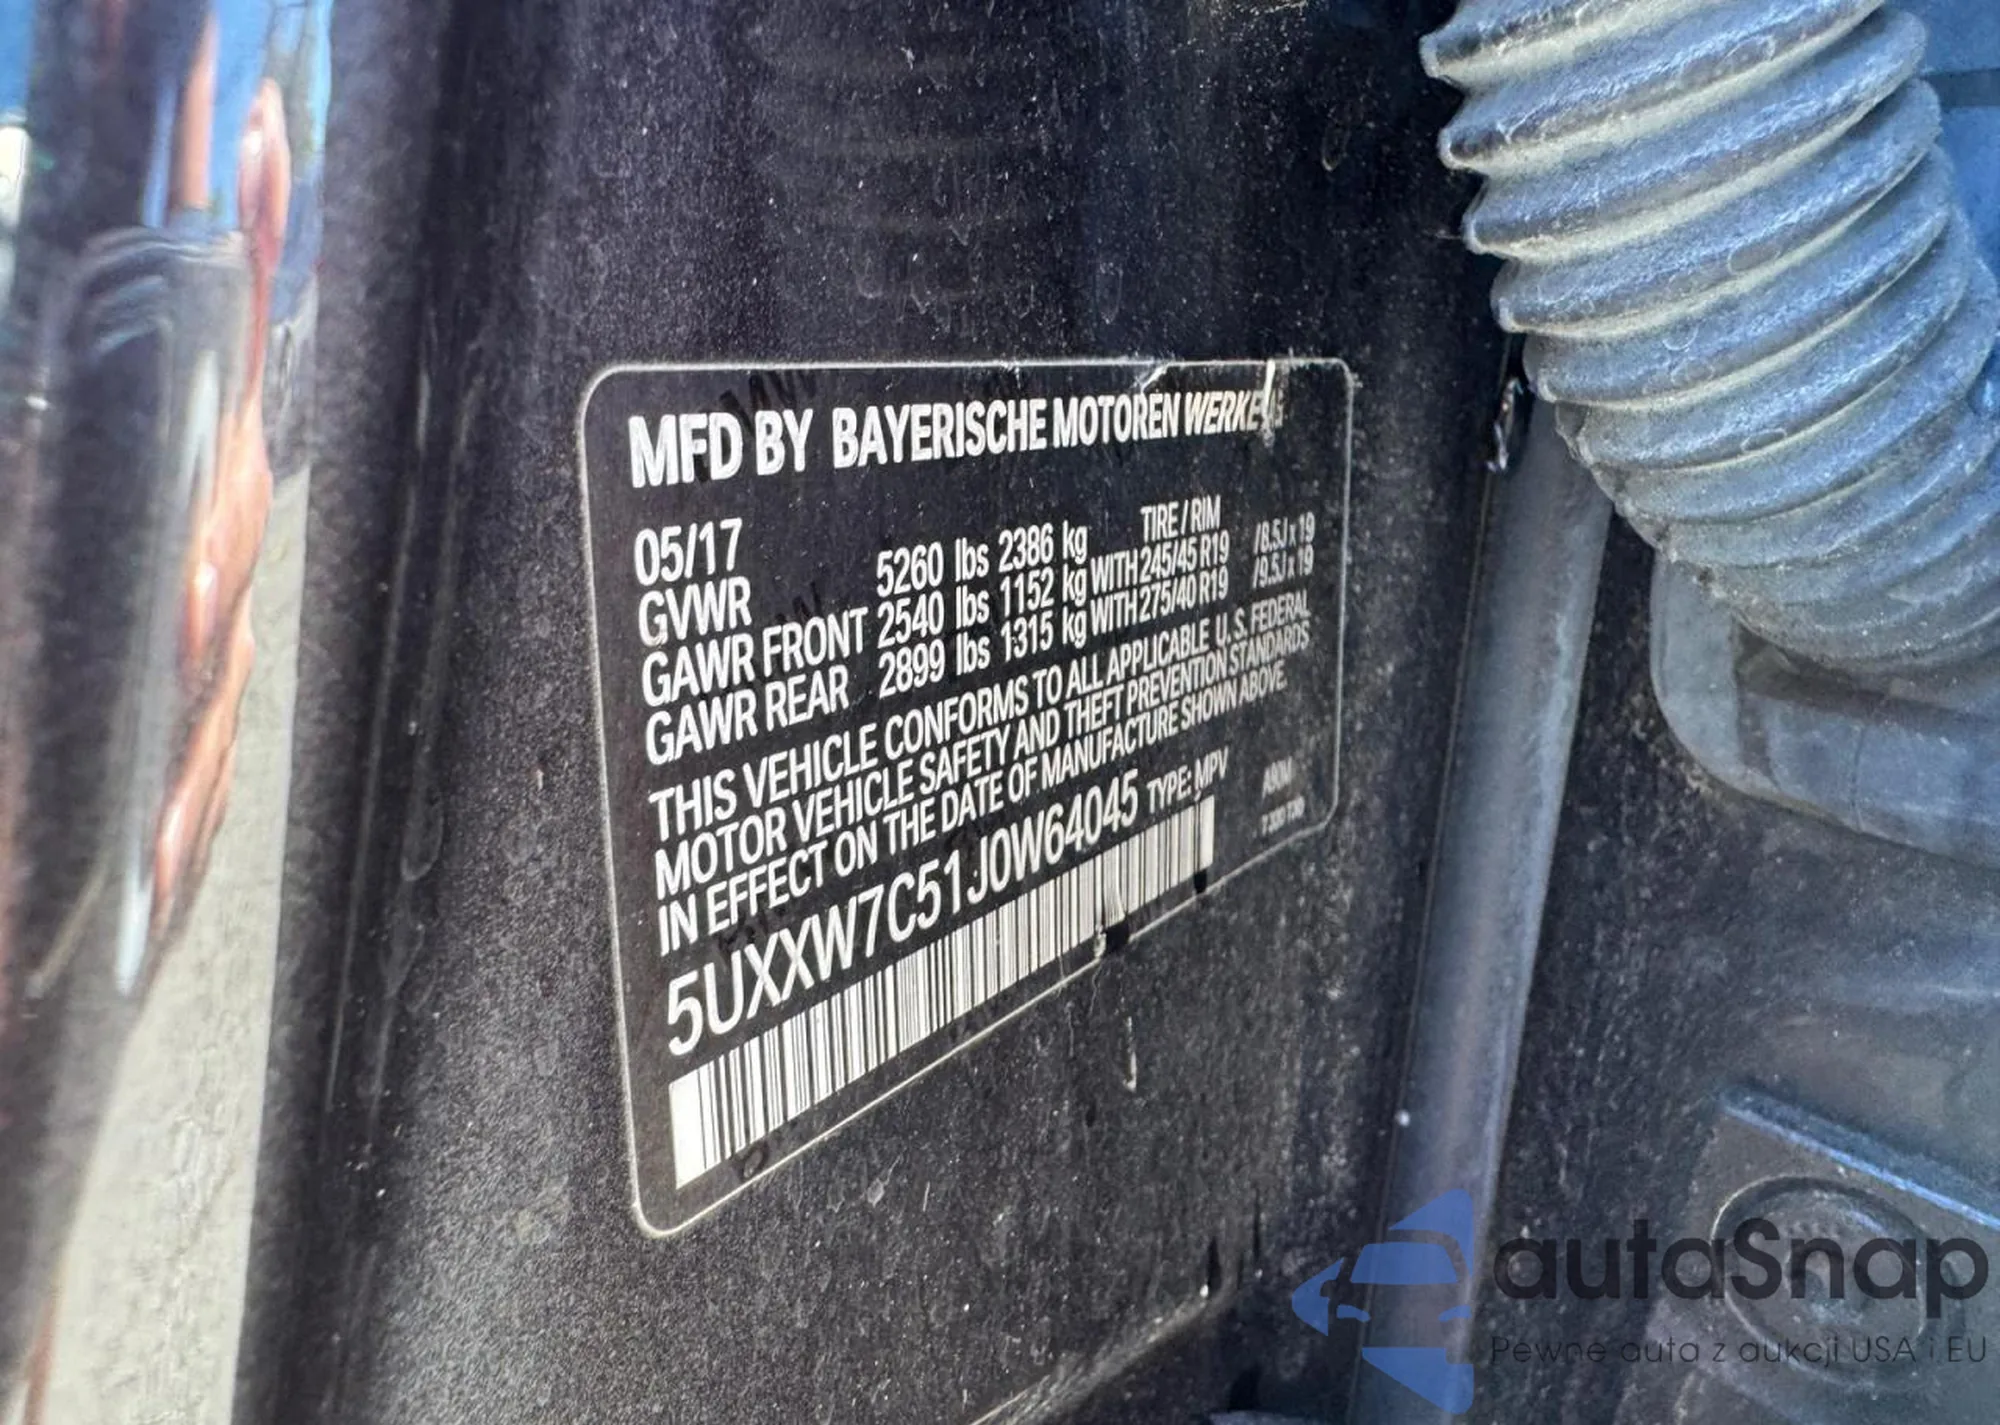 MFD BY BAYERISCHE MOTOREN WERKE AG
05/17
TIRE / RIM
GVWR 5260 lbs 2386 kg
GAWR FRONT 2540 lbs 1152 kg WITH 245/45 R19 /8.5J x 19
GAWR REAR 2899 lbs 1315 kg WITH 275/40 R19 /9.5J x 19
THIS VEHICLE CONFORMS TO ALL APPLICABLE U. S. FEDERAL
MOTOR VEHICLE SAFETY AND THEFT PREVENTION STANDARDS
IN EFFECT ON THE DATE OF MANUFACTURE SHOWN ABOVE
5UXXW7C51J0W64045 TYPE: MPV
autaSnap
Pewne auta z aukcji USA i EU